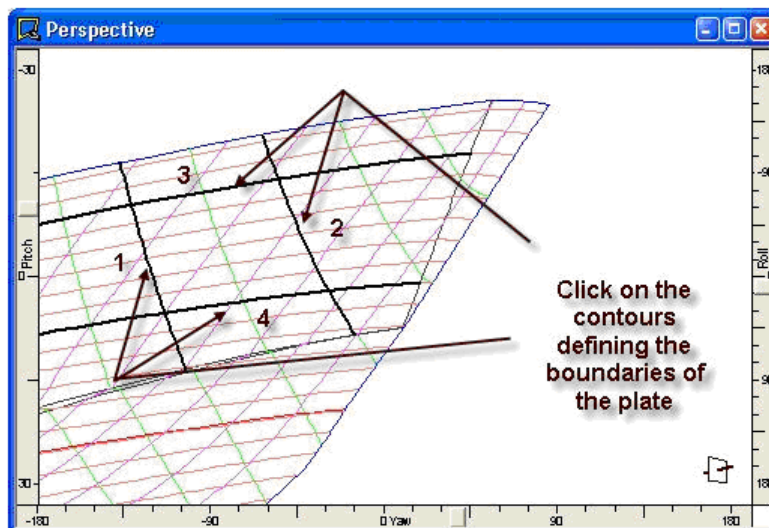 Perspective
-30
-180
3
-90
2
Pitch
0
1
Roll
4
Click on the
contours
defining the
boundaries of
the plate
90
30
180
-180
-90
0 Yaw
90
180